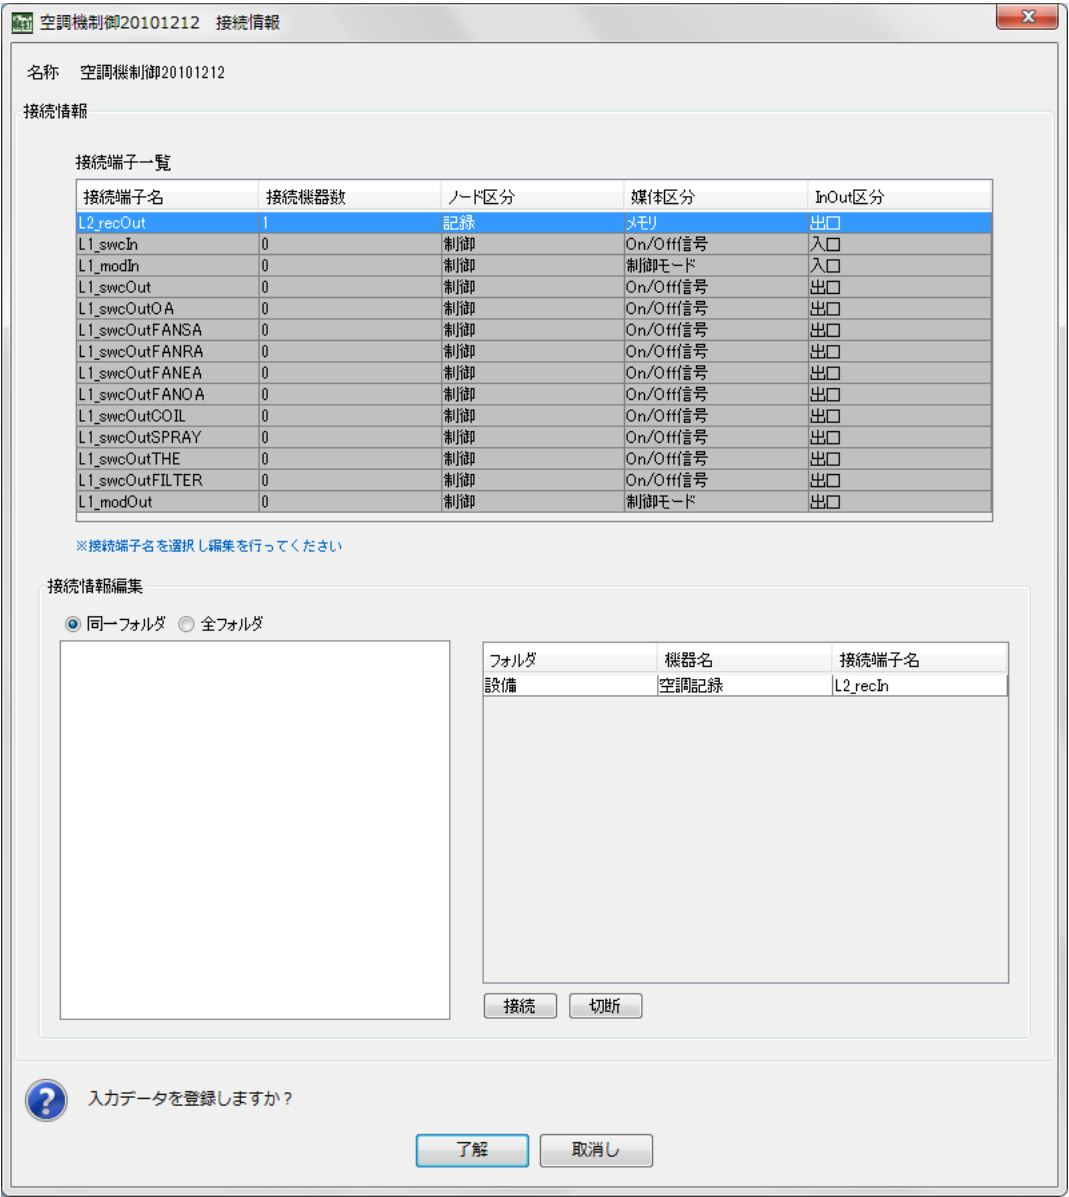 空調機制御20101212　接続情報
名称　空調機制御20101212
接続情報
接続端子一覧
接続端子名 接続機器数 ノード区分 媒体区分 InOut区分
L2_recOut 1 記録 メモリ 出口
L1_swcIn 0 制御 On/Off信号 入口
L1_modIn 0 制御 制御モード 入口
L1_swcOut 0 制御 On/Off信号 出口
L1_swcOutOA 0 制御 On/Off信号 出口
L1_swcOutFANSA 0 制御 On/Off信号 出口
L1_swcOutFANRA 0 制御 On/Off信号 出口
L1_swcOutFANEA 0 制御 On/Off信号 出口
L1_swcOutFANOA 0 制御 On/Off信号 出口
L1_swcOutCOIL 0 制御 On/Off信号 出口
L1_swcOutSPRAY 0 制御 On/Off信号 出口
L1_swcOutTHE 0 制御 On/Off信号 出口
L1_swcOutFILTER 0 制御 On/Off信号 出口
L1_modOut 0 制御 制御モード 出口
※接続端子名を選択し編集を行ってください
接続情報編集
同一フォルダ 全フォルダ
フォルダ 機器名 接続端子名
設備 空調記録 L2_recIn
接続 切断
入力データを登録しますか？
了解 取消し